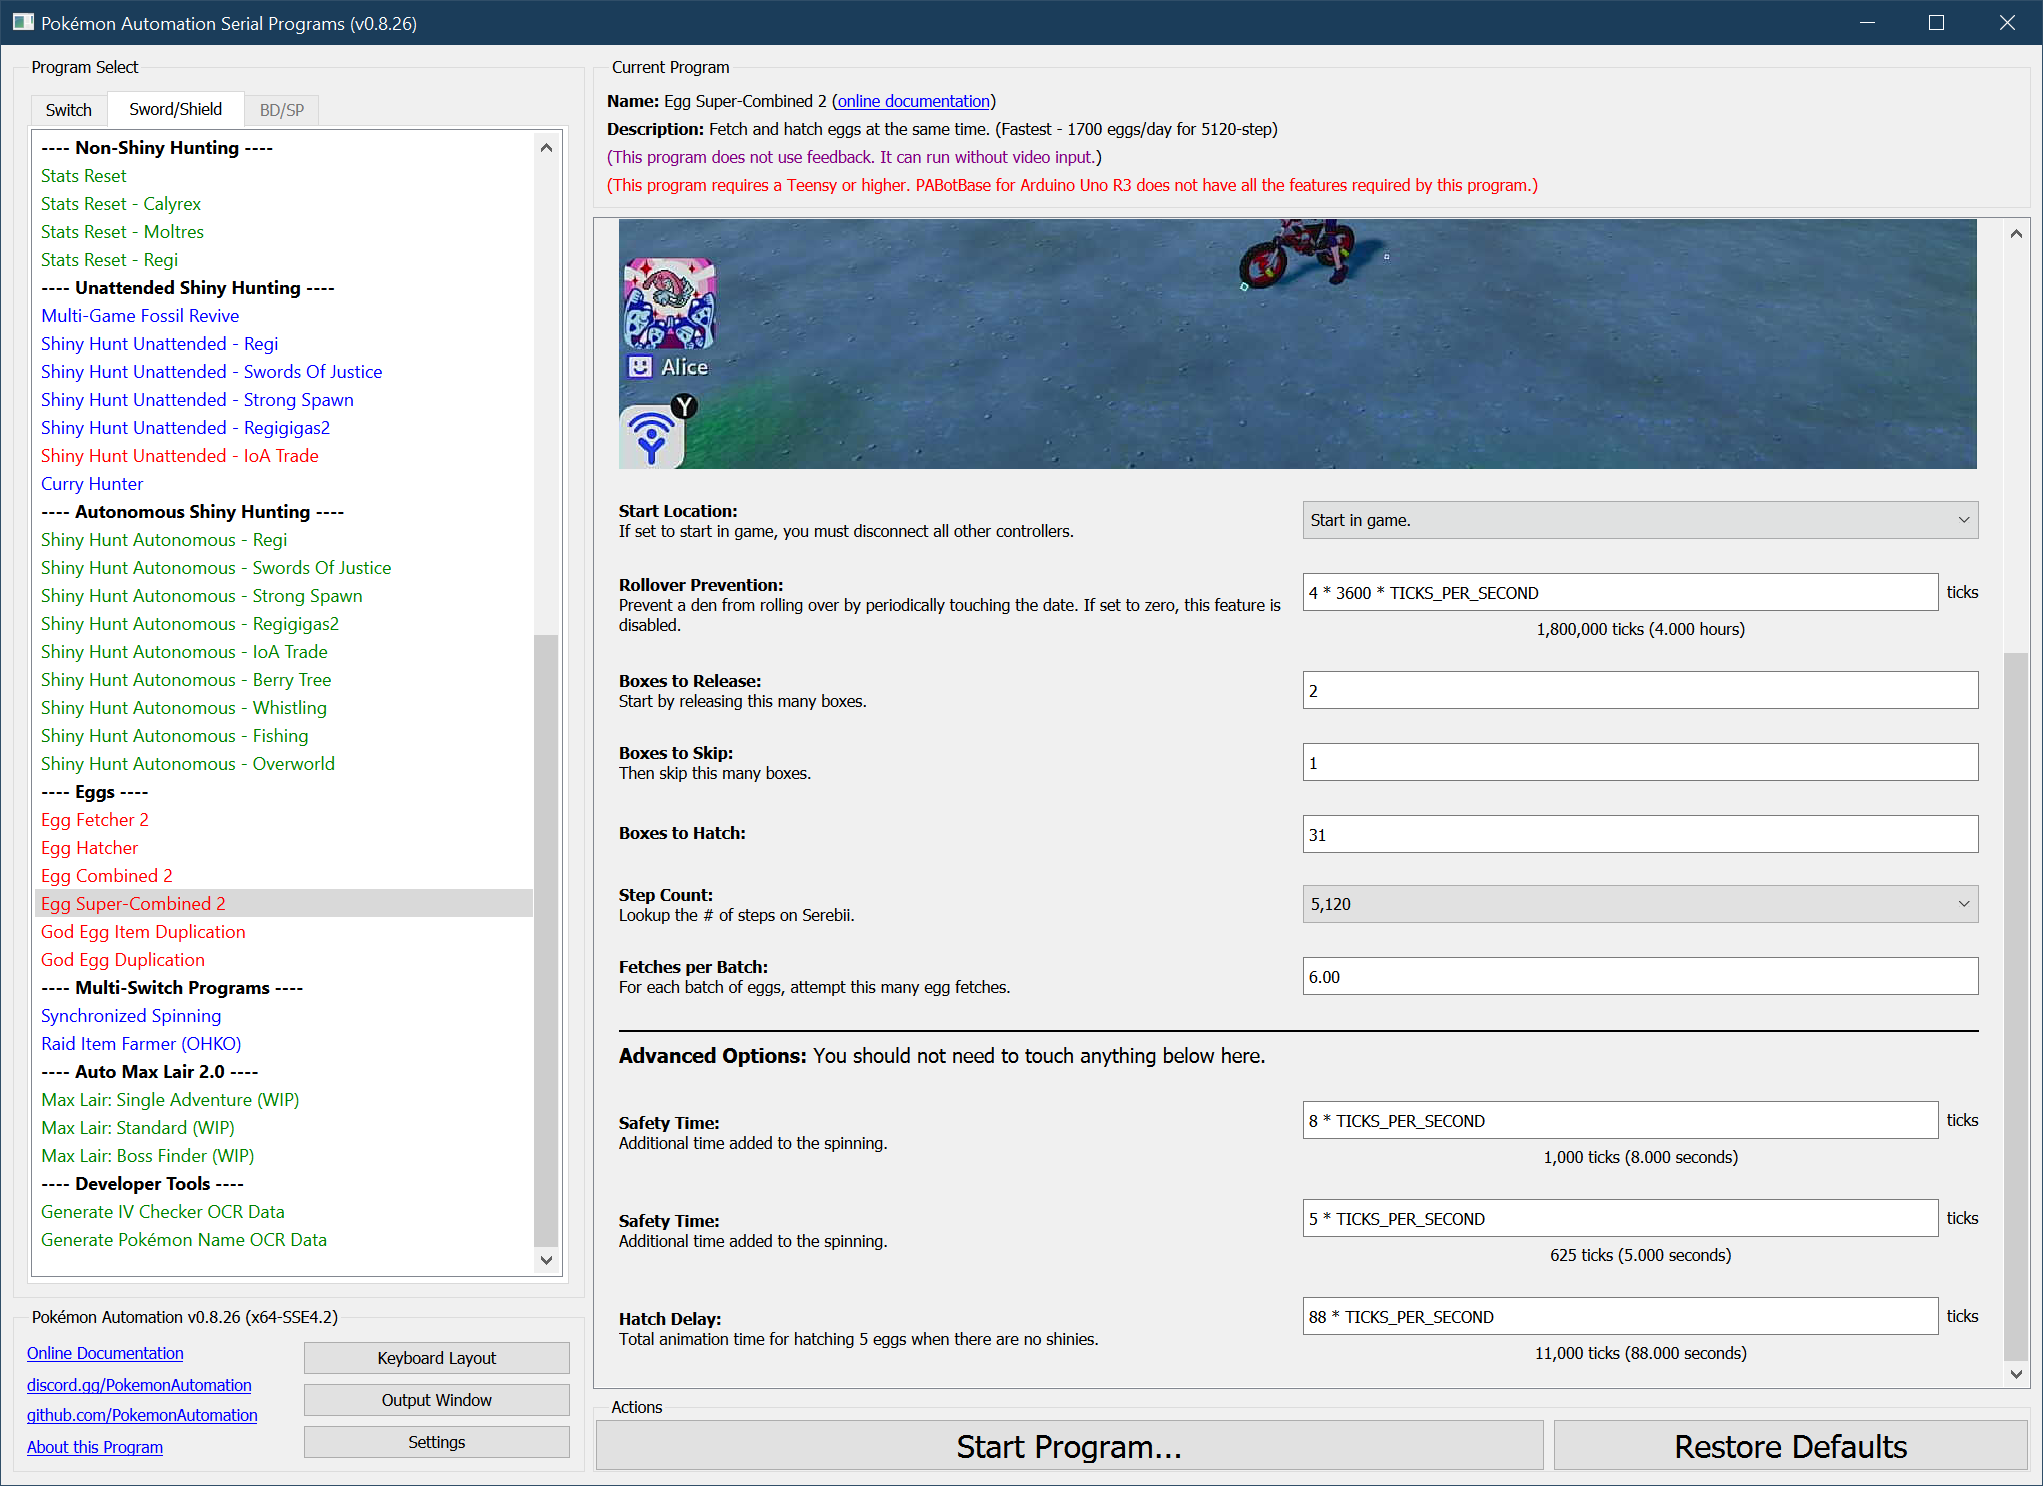 Pokémon Automation Serial Programs (v0.8.26)
Program Select
Switch
Sword/Shield
BD/SP
---- Non-Shiny Hunting ----
Stats Reset
Stats Reset - Calyrex
Stats Reset - Moltres
Stats Reset - Regi
---- Unattended Shiny Hunting ----
Multi-Game Fossil Revive
Shiny Hunt Unattended - Regi
Shiny Hunt Unattended - Swords Of Justice
Shiny Hunt Unattended - Strong Spawn
Shiny Hunt Unattended - Regigigas2
Shiny Hunt Unattended - IoA Trade
Curry Hunter
---- Autonomous Shiny Hunting ----
Shiny Hunt Autonomous - Regi
Shiny Hunt Autonomous - Swords Of Justice
Shiny Hunt Autonomous - Strong Spawn
Shiny Hunt Autonomous - Regigigas2
Shiny Hunt Autonomous - IoA Trade
Shiny Hunt Autonomous - Berry Tree
Shiny Hunt Autonomous - Whistling
Shiny Hunt Autonomous - Fishing
Shiny Hunt Autonomous - Overworld
---- Eggs ----
Egg Fetcher 2
Egg Hatcher
Egg Combined 2
Egg Super-Combined 2
God Egg Item Duplication
God Egg Duplication
---- Multi-Switch Programs ----
Synchronized Spinning
Raid Item Farmer (OHKO)
---- Auto Max Lair 2.0 ----
Max Lair: Single Adventure (WIP)
Max Lair: Standard (WIP)
Max Lair: Boss Finder (WIP)
---- Developer Tools ----
Generate IV Checker OCR Data
Generate Pokémon Name OCR Data
Pokémon Automation v0.8.26 (x64-SSE4.2)
Online Documentation
discord.gg/PokemonAutomation
github.com/PokemonAutomation
About this Program
Keyboard Layout
Output Window
Settings
Current Program
Name: Egg Super-Combined 2 (online documentation)
Description: Fetch and hatch eggs at the same time. (Fastest - 1700 eggs/day for 5120-step)
(This program does not use feedback. It can run without video input.)
(This program requires a Teensy or higher. PABotBase for Arduino Uno R3 does not have all the features required by this program.)
Alice
Y
Start Location:
If set to start in game, you must disconnect all other controllers.
Start in game.
Rollover Prevention:
Prevent a den from rolling over by periodically touching the date. If set to zero, this feature is
disabled.
4 * 3600 * TICKS_PER_SECOND
ticks
1,800,000 ticks (4.000 hours)
Boxes to Release:
Start by releasing this many boxes.
2
Boxes to Skip:
Then skip this many boxes.
1
Boxes to Hatch:
31
Step Count:
Lookup the # of steps on Serebii.
5,120
Fetches per Batch:
For each batch of eggs, attempt this many egg fetches.
6.00
Advanced Options: You should not need to touch anything below here.
Safety Time:
Additional time added to the spinning.
8 * TICKS_PER_SECOND
ticks
1,000 ticks (8.000 seconds)
Safety Time:
Additional time added to the spinning.
5 * TICKS_PER_SECOND
ticks
625 ticks (5.000 seconds)
Hatch Delay:
Total animation time for hatching 5 eggs when there are no shinies.
88 * TICKS_PER_SECOND
ticks
11,000 ticks (88.000 seconds)
Actions
Start Program...
Restore Defaults